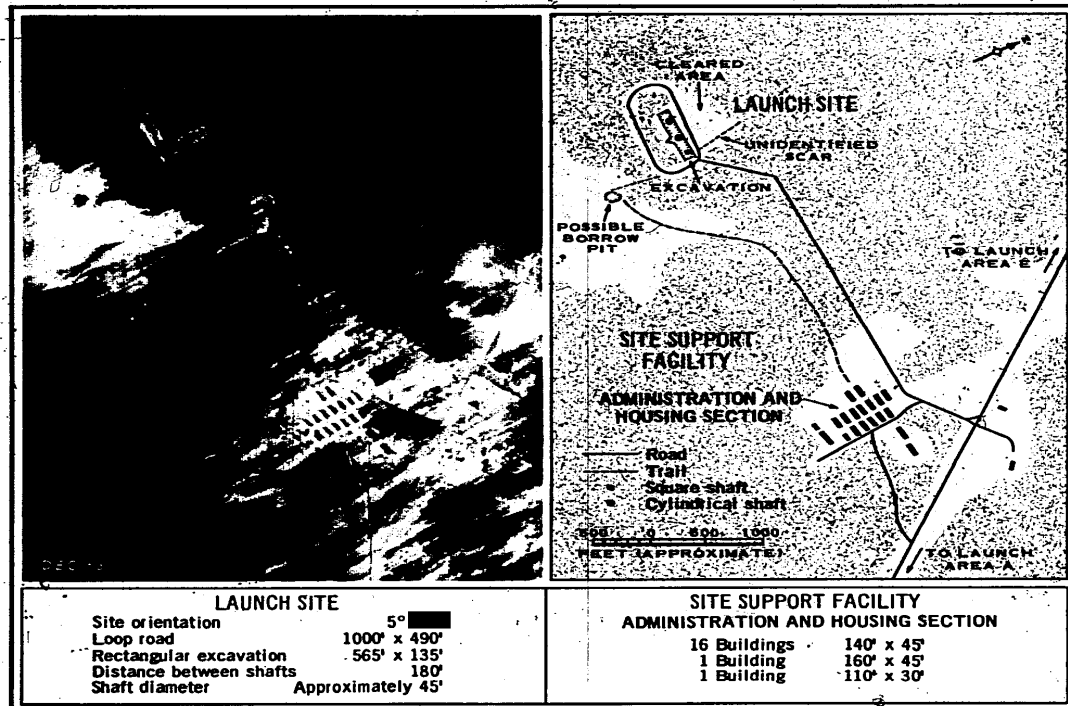 CLEARED
AREA
LAUNCH SITE
UNIDENTIFIED
SCAR
EXCAVATION
POSSIBLE
BORROW
PIT
TO LAUNCH
AREA E
SITE SUPPORT
FACILITY
ADMINISTRATION AND
HOUSING SECTION
Road
Trail
Square shaft
Cylindrical shaft
500 0 500 1000
FEET (APPROXIMATE)
TO LAUNCH
AREA A
LAUNCH SITE
Site orientation 5°
Loop road 1000' x 490'
Rectangular excavation 565' x 135'
Distance between shafts 180'
Shaft diameter Approximately 45'
SITE SUPPORT FACILITY
ADMINISTRATION AND HOUSING SECTION
16 Buildings 140' x 45'
1 Building 160' x 45'
1 Building 110' x 30'